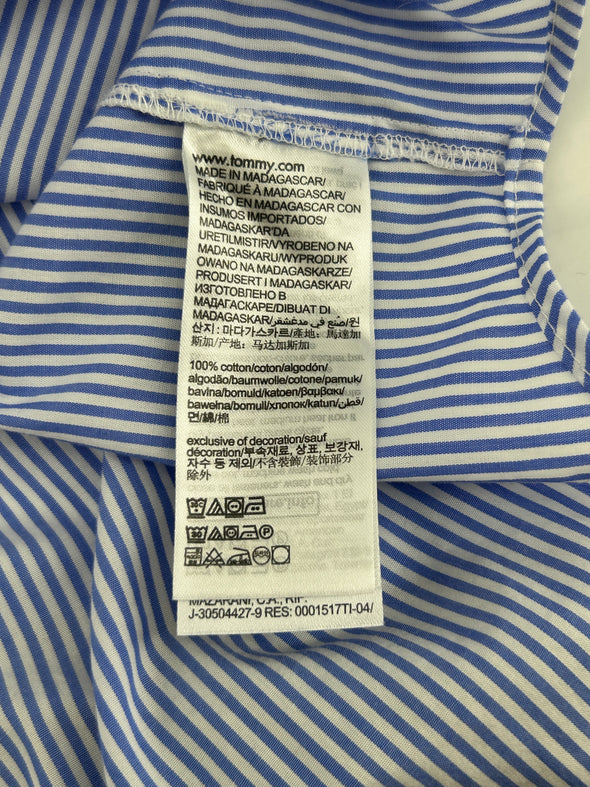 www.tommy.com
MADE IN MADAGASCAR/
FABRIQUÉ À MADAGASCAR/
HECHO EN MADAGASCAR CON
INSUMOS IMPORTADOS/
MADAGASKAR'DA
URETILMISTIR/VYROBENO NA
MADAGASKARU/WYPRODUK
OWANO NA MADAGASKARZE/
PRODUSERT I MADAGASKAR/
ИЗГОТОВЛЕНО В
МАДАГАСКАРЕ/DIBUAT DI
MADAGASKAR/صنع في مدغشقر/원
산지 : 마다가스카르/產地：馬達加
斯加/产地：马达加斯加
100% cotton/coton/algodón/
algodão/baumwolle/cotone/pamuk/
bavlna/bomuld/katoen/βαμβακι/
bawełna/bomull/хлопок/katun/قطن/
면/綿/棉
exclusive of decoration/sauf
décoration/부속자재, 상표, 보강재,
자수 등 제외/不含裝飾/装饰部分
除外
MAZARANI, C.A., RIF:
J-30504427-9 RES: 0001517TI-04/